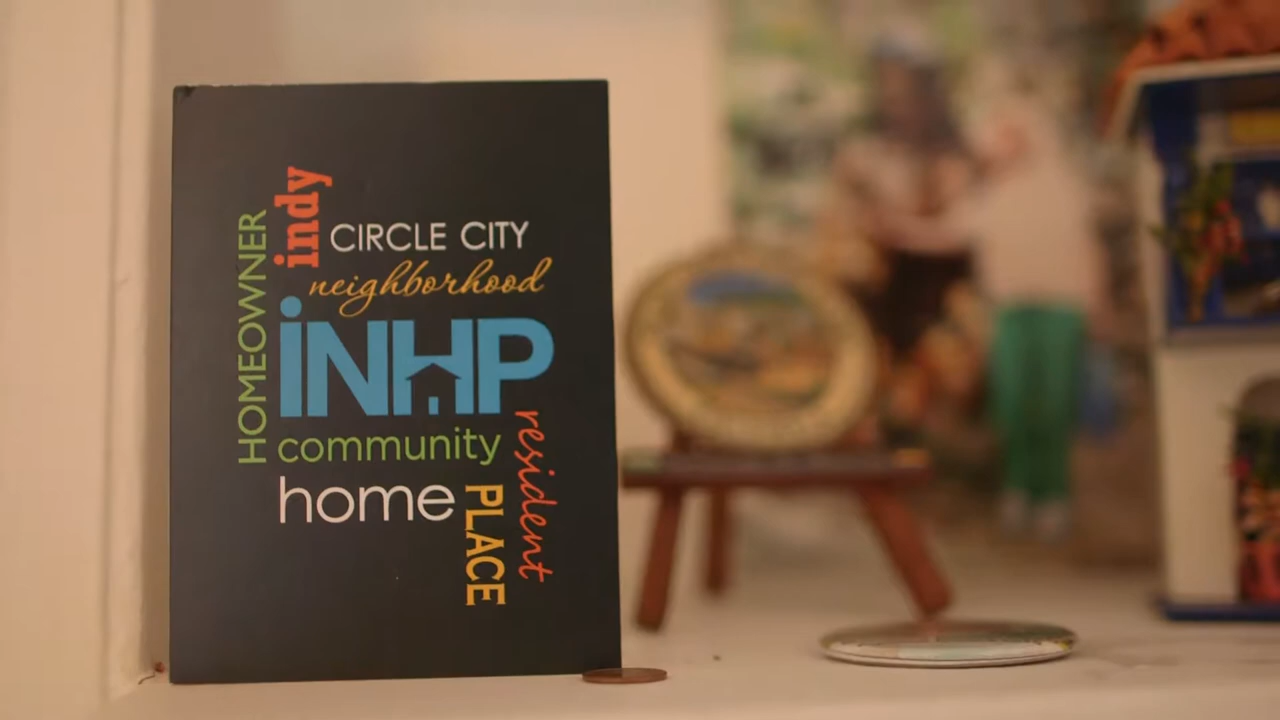 HOMEOWNER
indy
CIRCLE CITY
neighborhood
iNHP
community
resident
home
PLACE